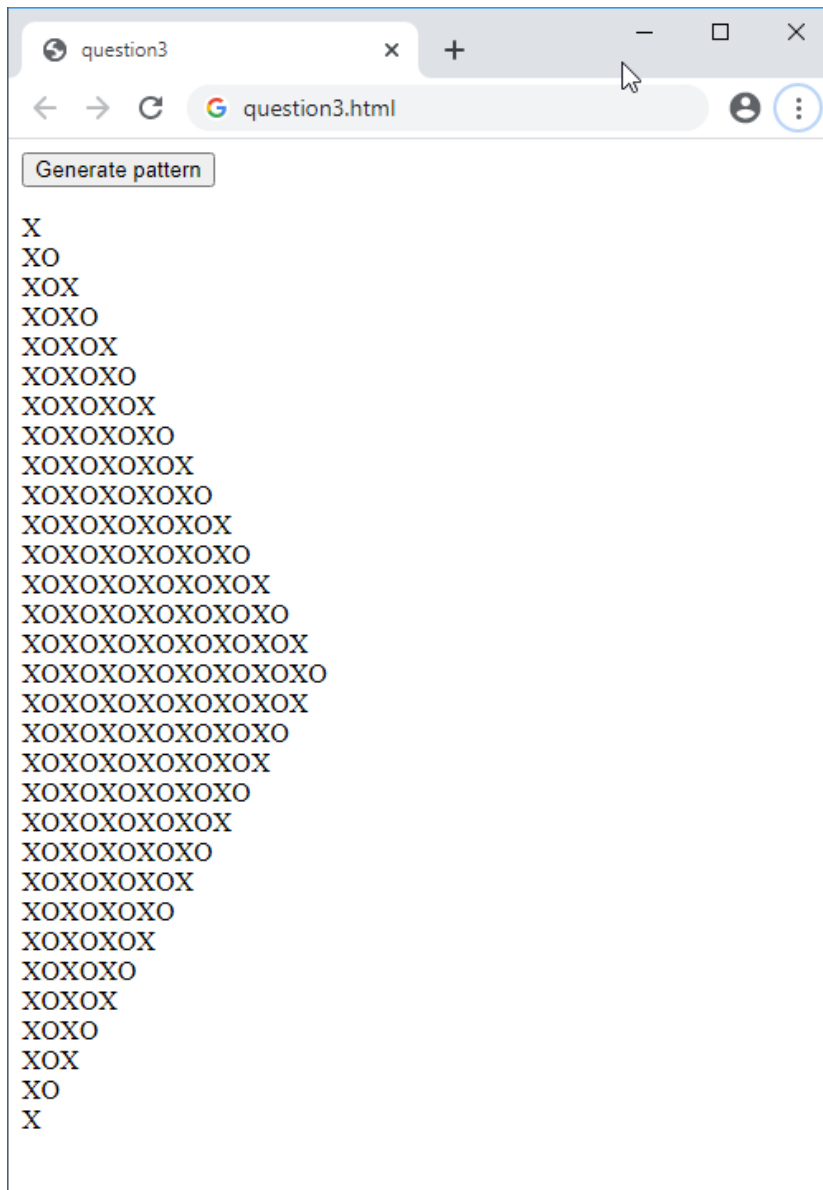 question3
question3.html
Generate pattern
X
XO
XOX
XOXO
XOXOX
XOXOXO
XOXOXOX
XOXOXOXO
XOXOXOXOX
XOXOXOXOXO
XOXOXOXOXOX
XOXOXOXOXOXO
XOXOXOXOXOXOX
XOXOXOXOXOXOXO
XOXOXOXOXOXOXOX
XOXOXOXOXOXOXOXO
XOXOXOXOXOXOXOX
XOXOXOXOXOXOXO
XOXOXOXOXOXOX
XOXOXOXOXOXO
XOXOXOXOXOX
XOXOXOXOXO
XOXOXOXOX
XOXOXOXO
XOXOXOX
XOXOXO
XOXOX
XOXO
XOX
XO
X